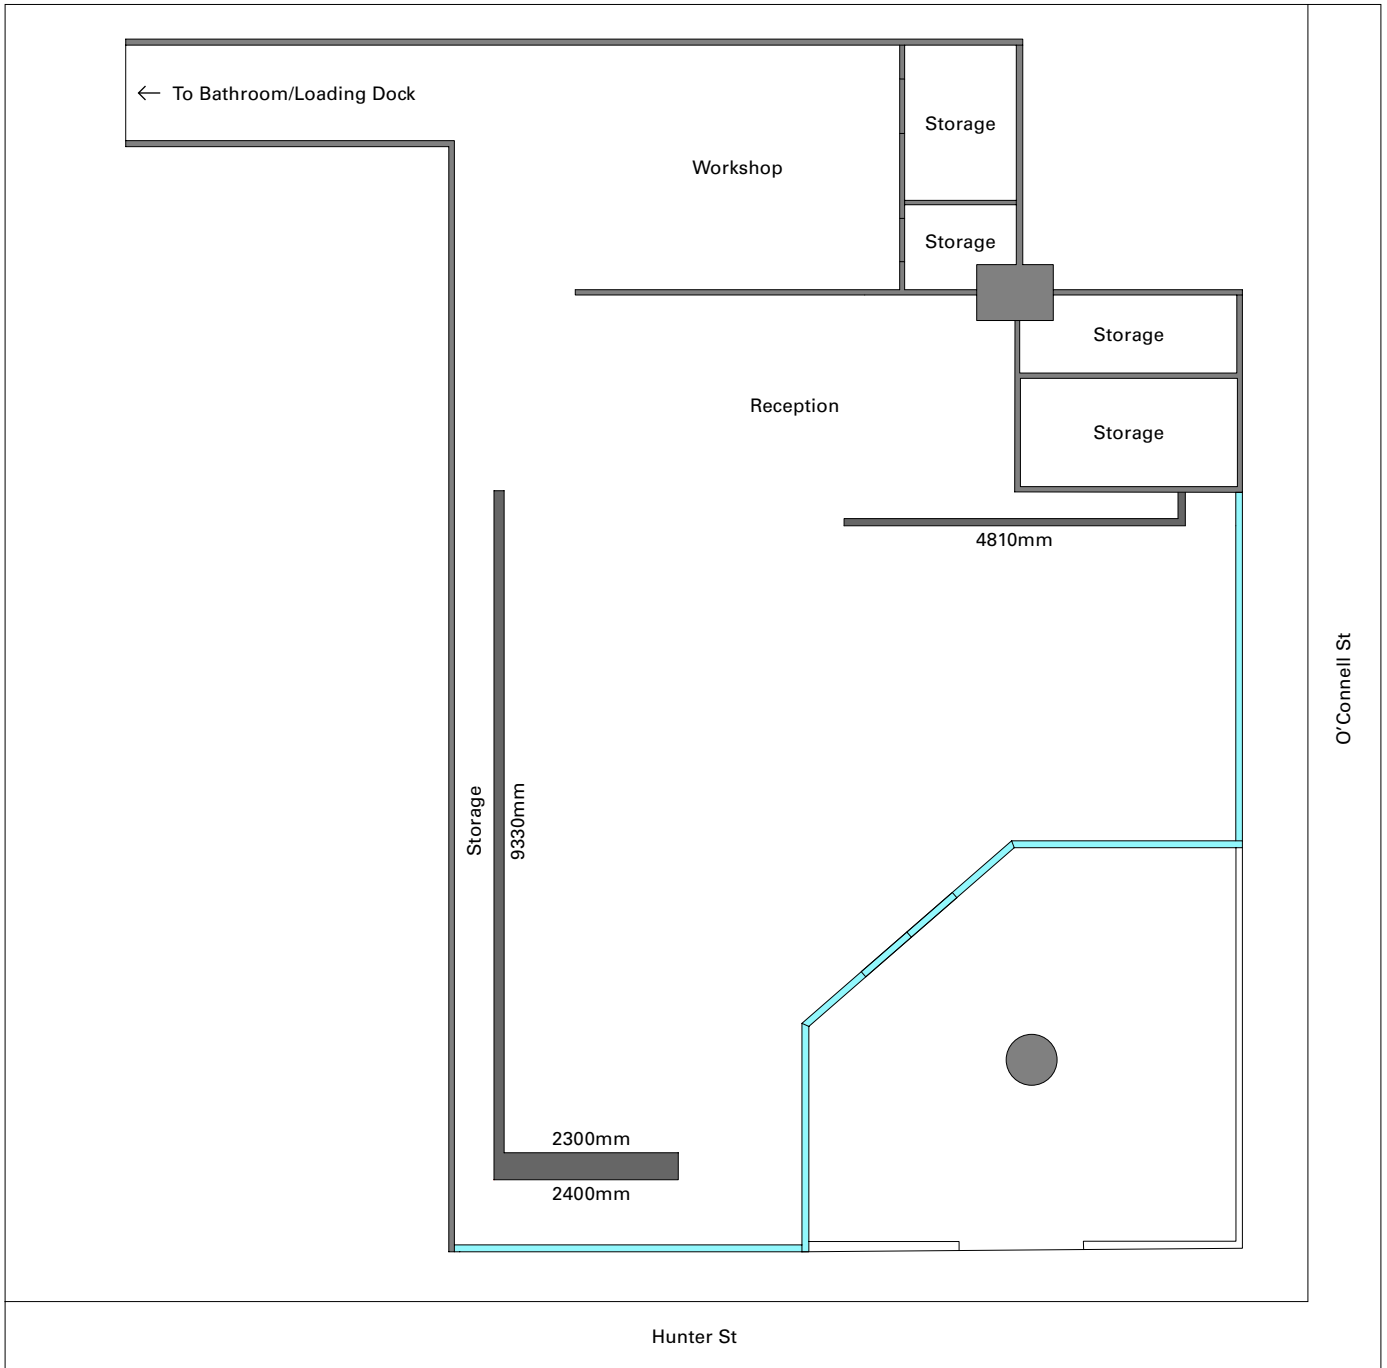 ← To Bathroom/Loading Dock
Storage
Workshop
Storage
Storage
Reception
Storage
4810mm
O'Connell St
Storage
9330mm
2300mm
2400mm
Hunter St